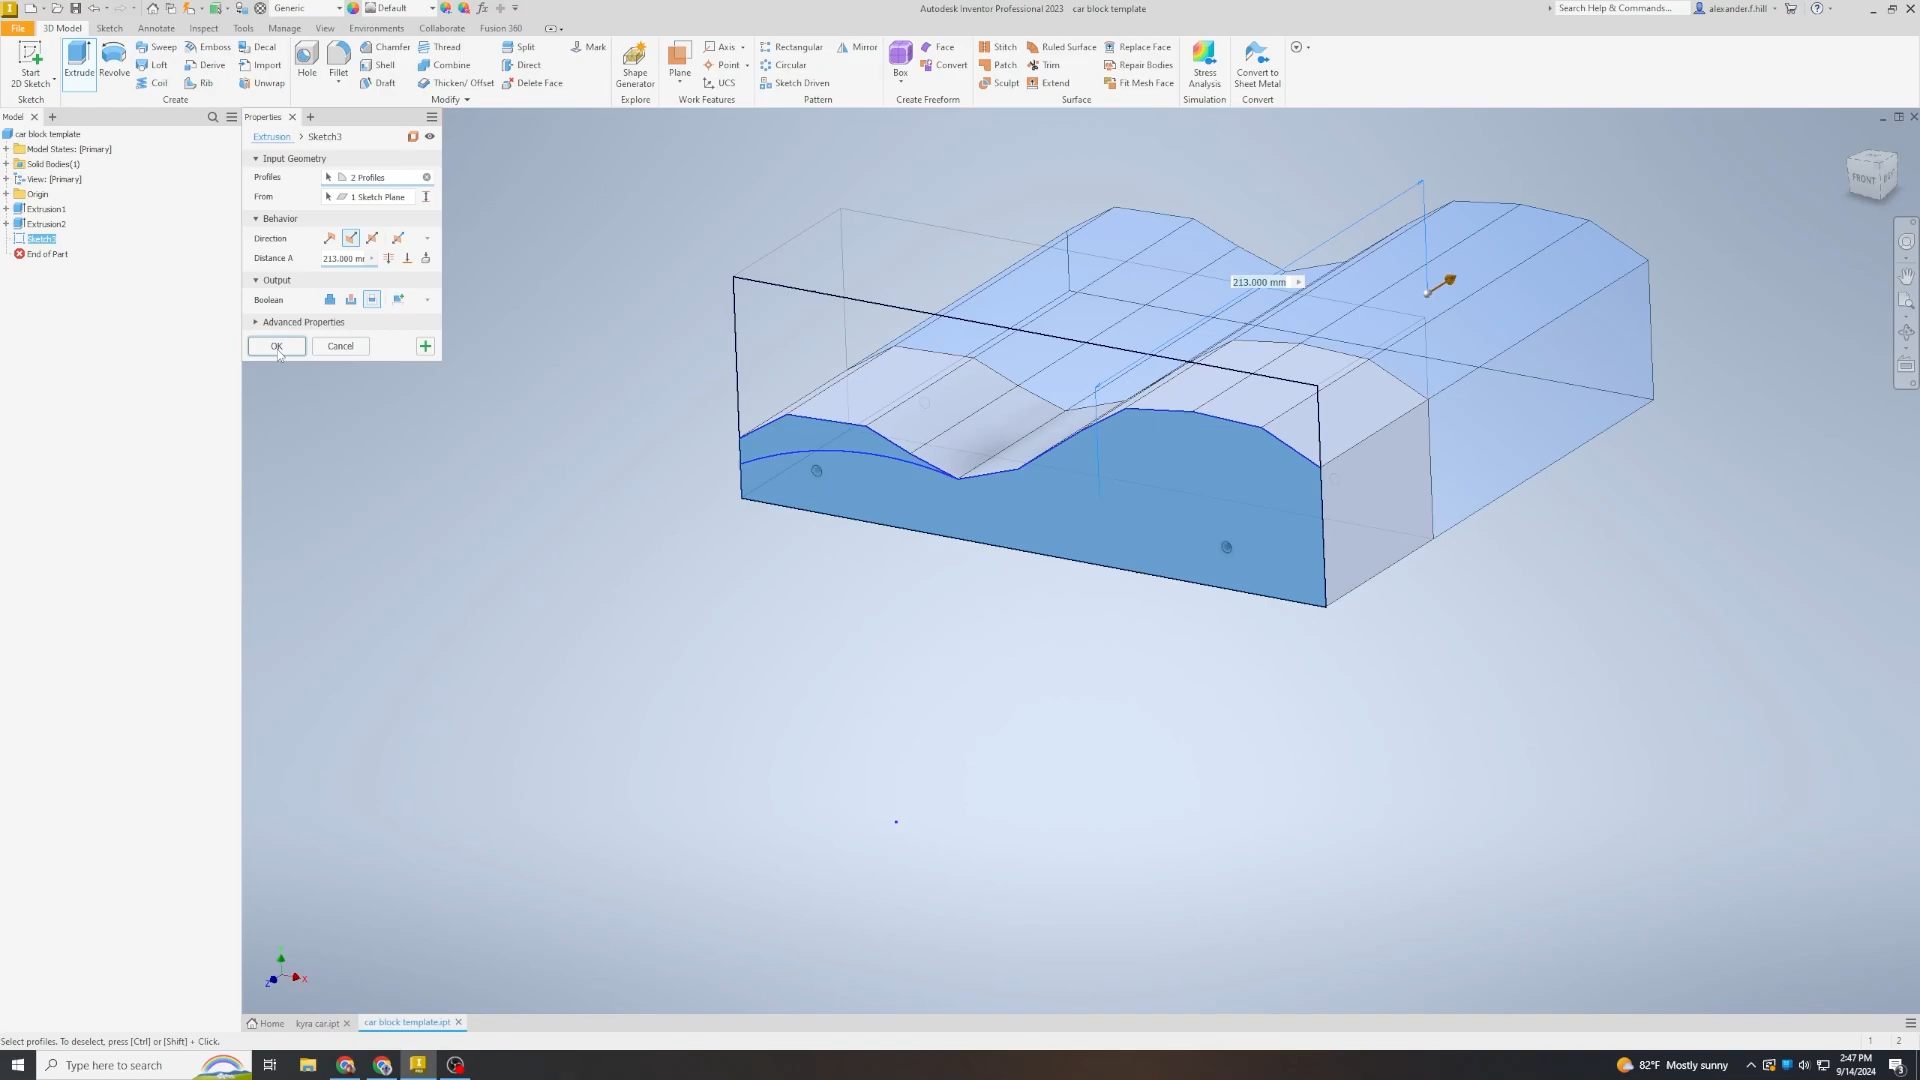 Generic
Default
Autodesk Inventor Professional 2023 car block template
Search Help & Commands...
alexander.f.hill
File
3D Model
Sketch
Annotate
Inspect
Tools
Manage
View
Environments
Collaborate
Fusion 360
Start
2D Sketch
Extrude
Revolve
Sweep
Loft
Coil
Emboss
Derive
Rib
Decal
Import
Unwrap
Hole
Fillet
Chamfer
Shell
Draft
Thread
Combine
Thicken/ Offset
Split
Direct
Delete Face
Mark
Shape
Generator
Plane
Axis
Point
UCS
Rectangular
Circular
Sketch Driven
Mirror
Box
Face
Convert
Stitch
Patch
Sculpt
Ruled Surface
Trim
Extend
Replace Face
Repair Bodies
Fit Mesh Face
Stress
Analysis
Convert to
Sheet Metal
Sketch
Create
Modify
Explore
Work Features
Pattern
Create Freeform
Surface
Simulation
Convert
Model
car block template
Model States: [Primary]
Solid Bodies(1)
View: [Primary]
Origin
Extrusion1
Extrusion2
Sketch3
End of Part
Properties
Extrusion > Sketch3
Input Geometry
Profiles
2 Profiles
From
1 Sketch Plane
Behavior
Direction
Distance A
213.000 mr
Output
Boolean
Advanced Properties
OK
Cancel
213.000 mm
FRONT
X
Z
Home
kyra car.ipt
car block template.ipt
Select profiles. To deselect, press [Ctrl] or [Shift] + Click.
1
2
Type here to search
82°F Mostly sunny
2:47 PM
9/14/2024
3